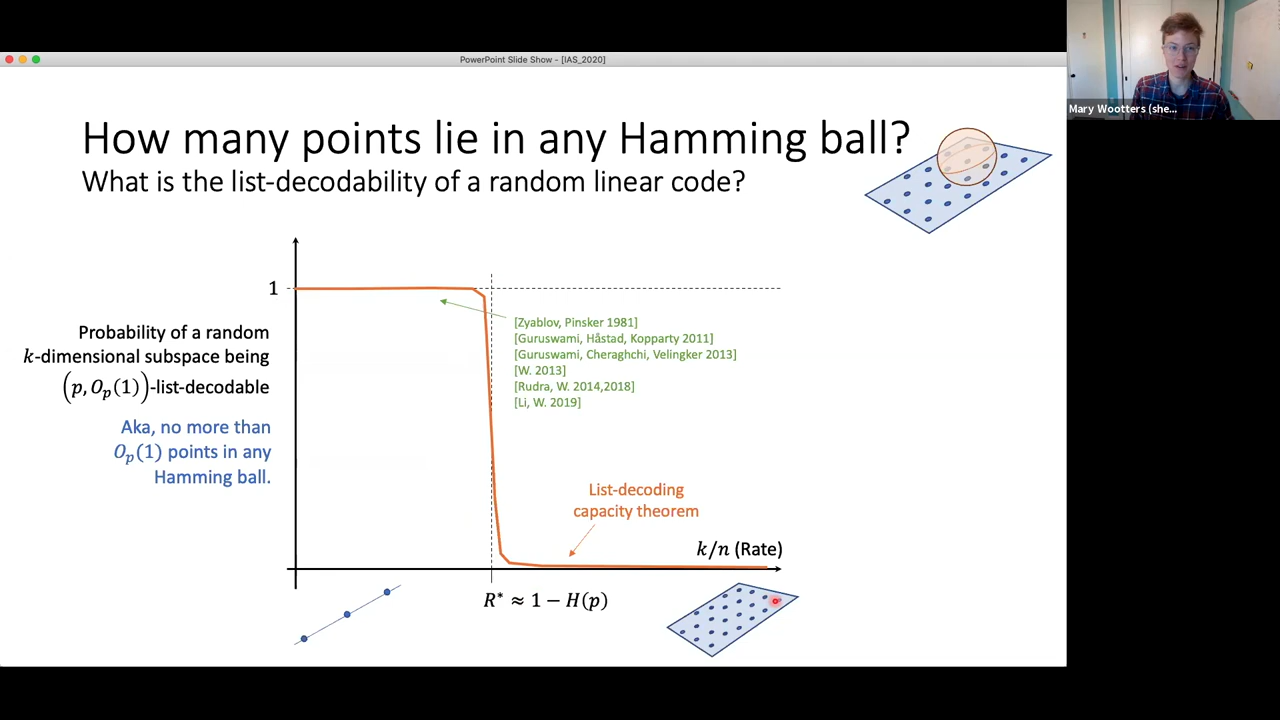 PowerPoint Slide Show - [IAS_2020]
Mary Wootters (she...
How many points lie in any Hamming ball?
What is the list-decodability of a random linear code?
1
Probability of a random
k-dimensional subspace being
(p, Oₚ(1))-list-decodable
Aka, no more than
Oₚ(1) points in any
Hamming ball.
[Zyablov, Pinsker 1981]
[Guruswami, Håstad, Kopparty 2011]
[Guruswami, Cheraghchi, Velingker 2013]
[W. 2013]
[Rudra, W. 2014,2018]
[Li, W. 2019]
List-decoding
capacity theorem
k/n (Rate)
R* ≈ 1 − H(p)